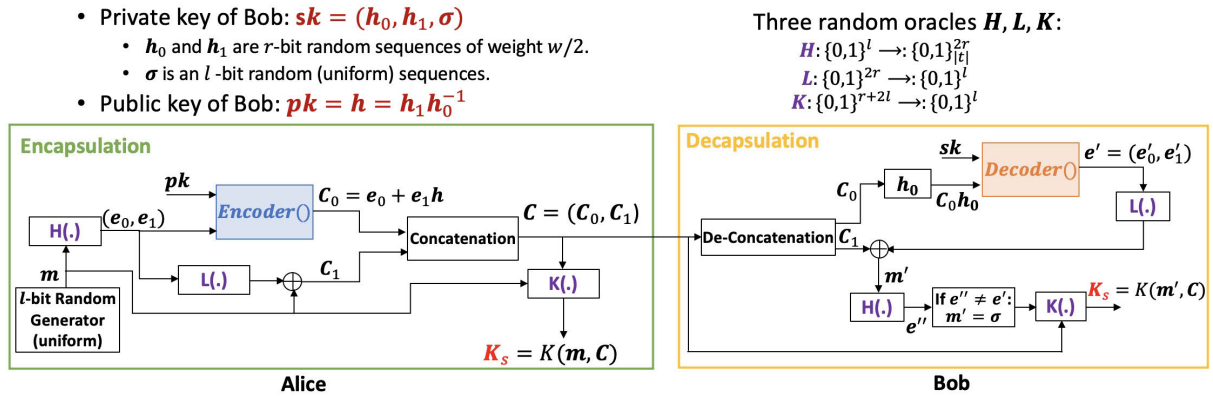 • Private key of Bob: sk = (h₀, h₁, σ)
• h₀ and h₁ are r-bit random sequences of weight w/2.
• σ is an l -bit random (uniform) sequences.
• Public key of Bob: pk = h = h₁h₀⁻¹
Three random oracles H, L, K:
H: {0,1}ˡ →: {0,1}²ʳ|t|
L: {0,1}²ʳ →: {0,1}ˡ
K: {0,1}ʳ⁺²ˡ →: {0,1}ˡ
Encapsulation
pk
Encoder()
C₀ = e₀ + e₁h
(e₀, e₁)
H(.)
m
l-bit Random
Generator
(uniform)
L(.)
C₁
Concatenation
C = (C₀, C₁)
K(.)
Kₛ = K(m, C)
Alice
Decapsulation
sk
Decoder()
e′ = (e′₀, e′₁)
C₀
h₀
C₀h₀
L(.)
De-Concatenation
C₁
m′
H(.)
e′′
If e′′ ≠ e′:
m′ = σ
K(.)
Kₛ = K(m′, C)
Bob